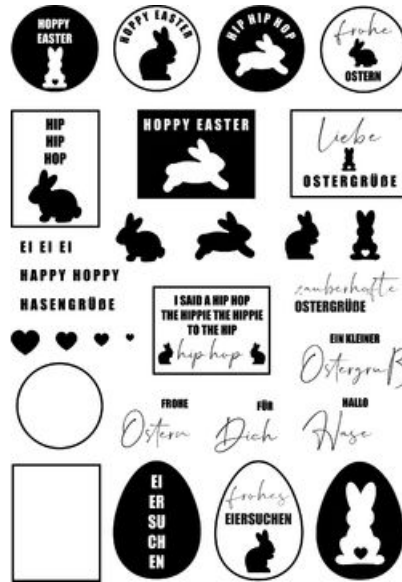 HOPPY
EASTER
HOPPY EASTER
HIP HIP HOP
frohe
OSTERN
HIP
HIP
HOP
HOPPY EASTER
Liebe
OSTERGRÜßE
EI EI EI
HAPPY HOPPY
HASENGRÜßE
I SAID A HIP HOP
THE HIPPIE THE HIPPIE
TO THE HIP
hip hop
zauberhafte
OSTERGRÜßE
EIN KLEINER
Ostergruß
FROHE
Ostern
FÜR
Dich
HALLO
Hase
EI
ER
SU
CH
EN
frohes
EIERSUCHEN